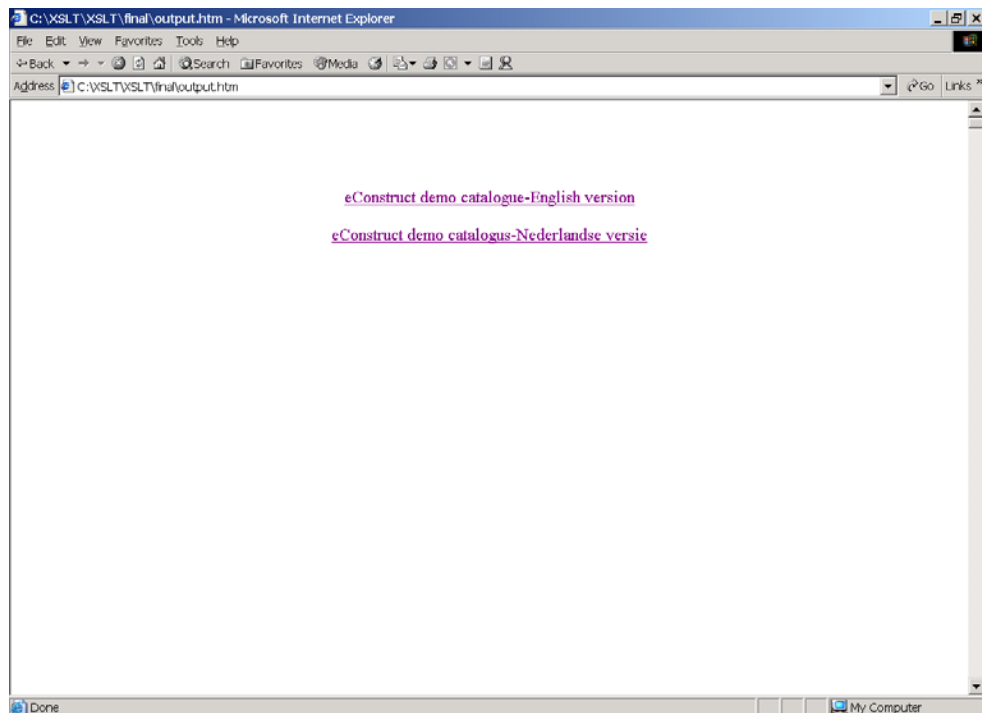 C:\XSLT\XSLT\final\output.htm - Microsoft Internet Explorer
File Edit View Favorites Tools Help
Back Search Favorites Media
Address C:\XSLT\XSLT\final\output.htm Go Links »
eConstruct demo catalogue-English version
eConstruct demo catalogus-Nederlandse versie
Done My Computer